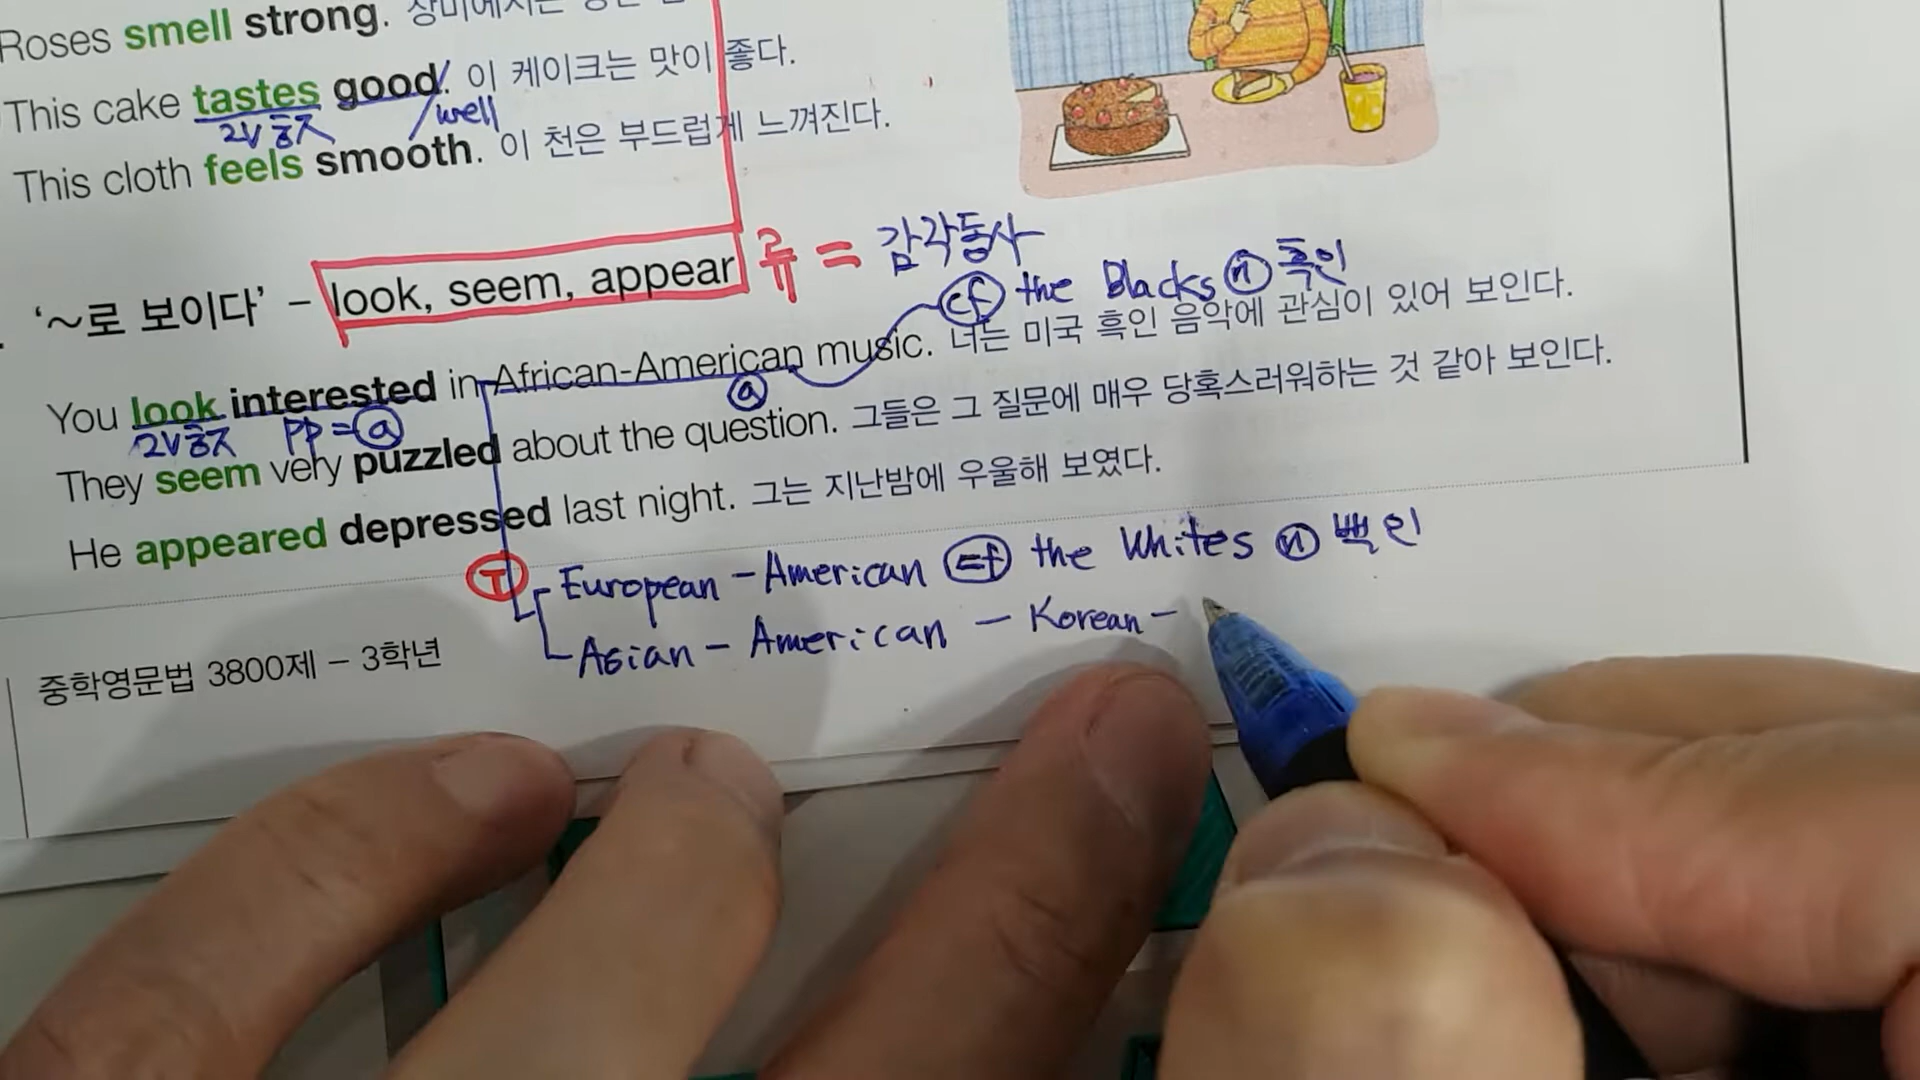 Roses smell strong.
This cake tastes good. 이 케이크는 맛이 좋다.
2V 형지 /well
This cloth feels smooth. 이 천은 부드럽게 느껴진다.
'~로 보이다' – look, seem, appear 류 = 감각동사
cf the Blacks n 흑인
You look interested in African-American music. 너는 미국 흑인 음악에 관심이 있어 보인다.
pp = a a
They seem very puzzled about the question. 그들은 그 질문에 매우 당혹스러워하는 것 같아 보인다.
He appeared depressed last night. 그는 지난밤에 우울해 보였다.
T European - American cf the Whites n 백인
Asian - American - Korean -
중학영문법 3800제 – 3학년